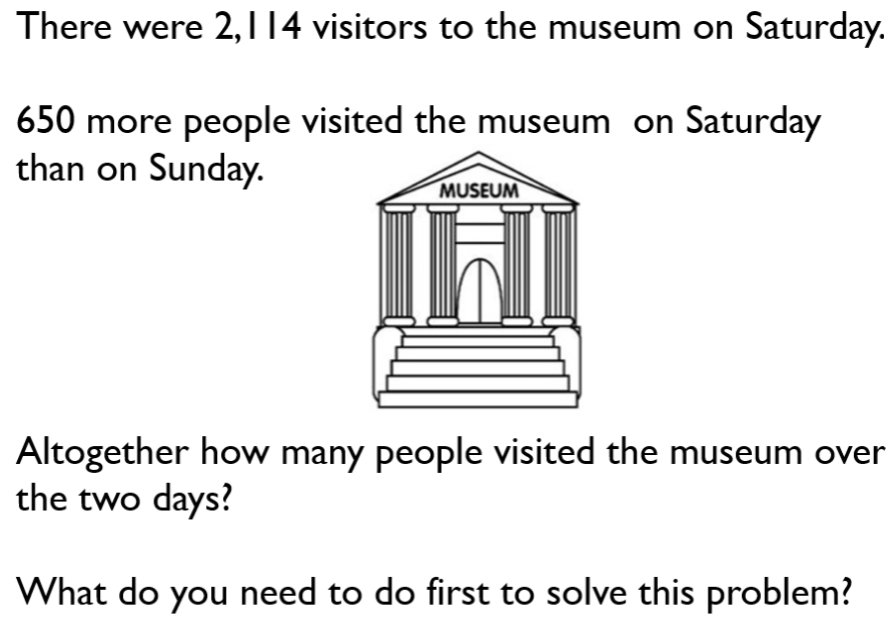 There were 2,114 visitors to the museum on Saturday.
650 more people visited the museum on Saturday
than on Sunday.
MUSEUM
Altogether how many people visited the museum over
the two days?
What do you need to do first to solve this problem?